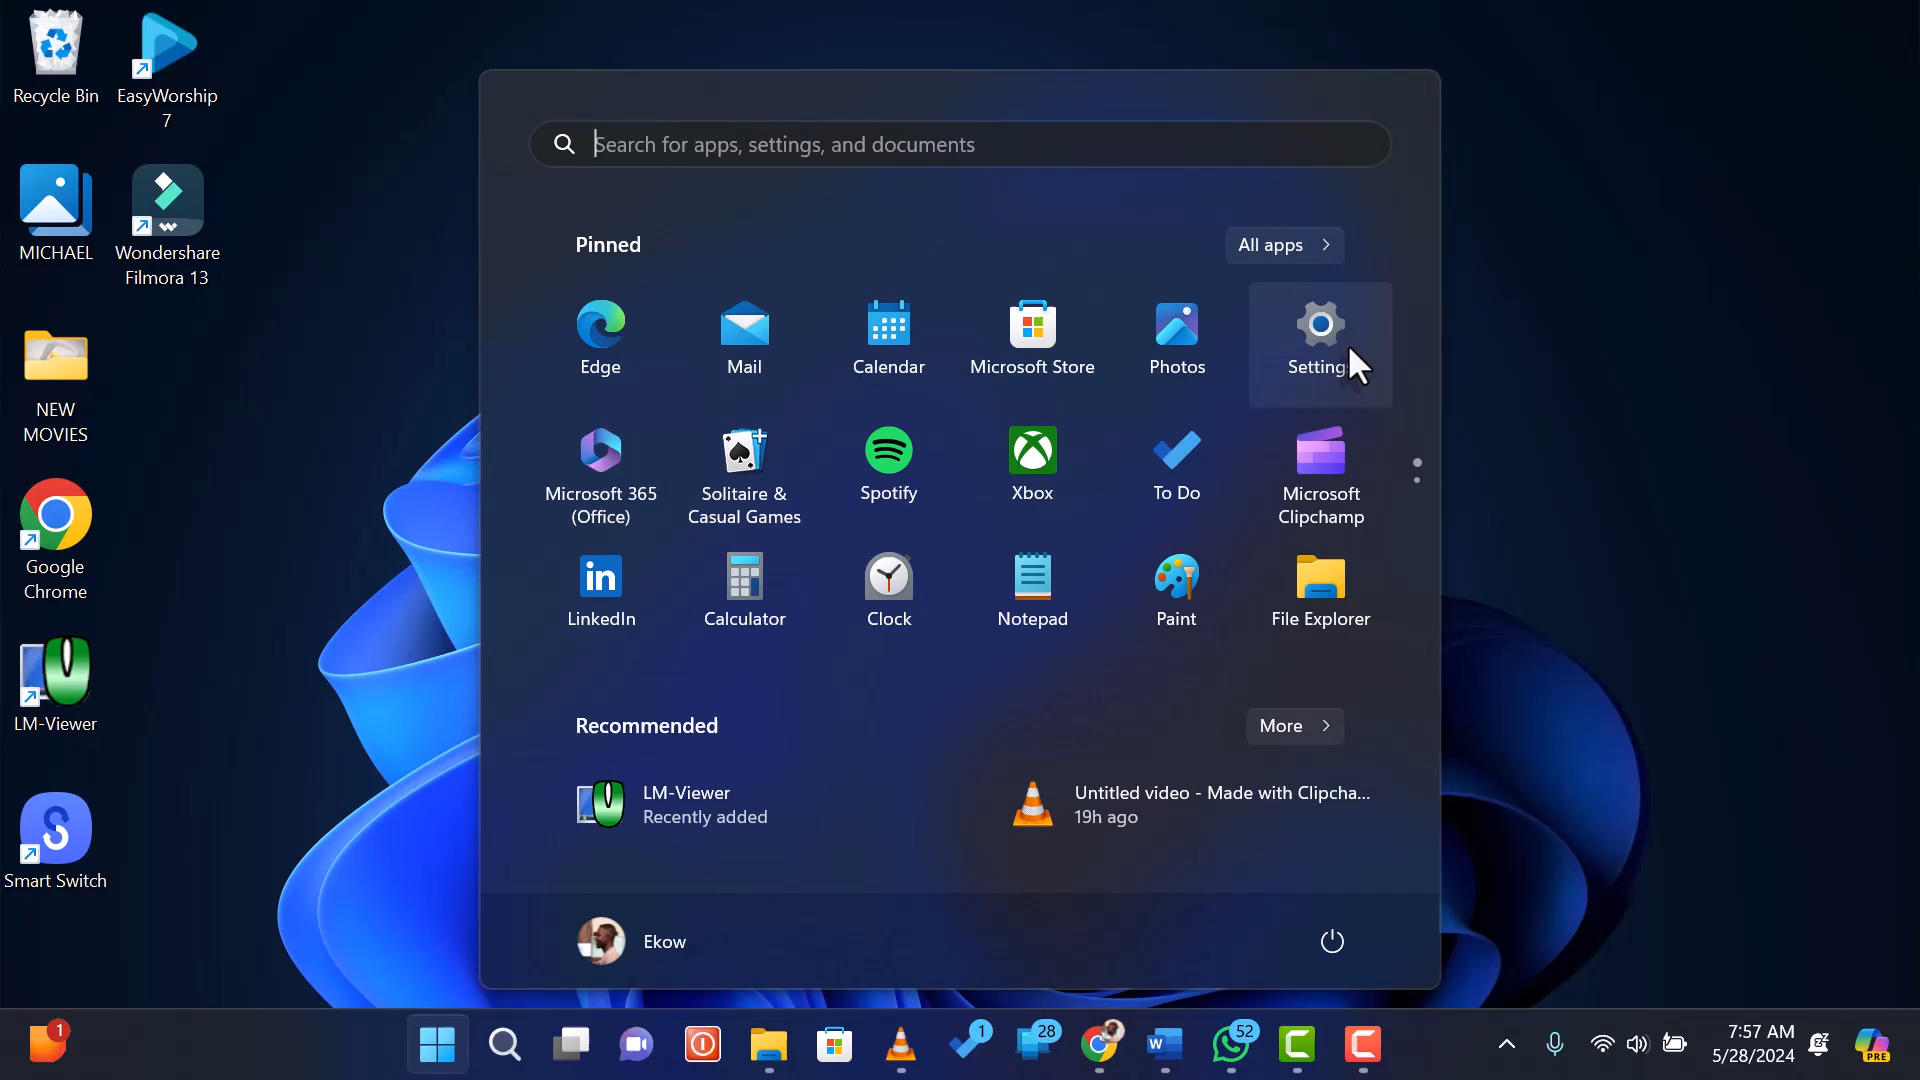 Recycle Bin
EasyWorship
7
MICHAEL
Wondershare
Filmora 13
NEW
MOVIES
Google
Chrome
LM-Viewer
Smart Switch
Search for apps, settings, and documents
Pinned
All apps
Edge
Mail
Calendar
Microsoft Store
Photos
Setting
Microsoft 365
(Office)
Solitaire &
Casual Games
Spotify
Xbox
To Do
Microsoft
Clipchamp
in
LinkedIn
Calculator
Clock
Notepad
Paint
File Explorer
Recommended
More
LM-Viewer
Recently added
Untitled video - Made with Clipcha...
19h ago
Ekow
1
1
28
W
52
7:57 AM
5/28/2024
PRE